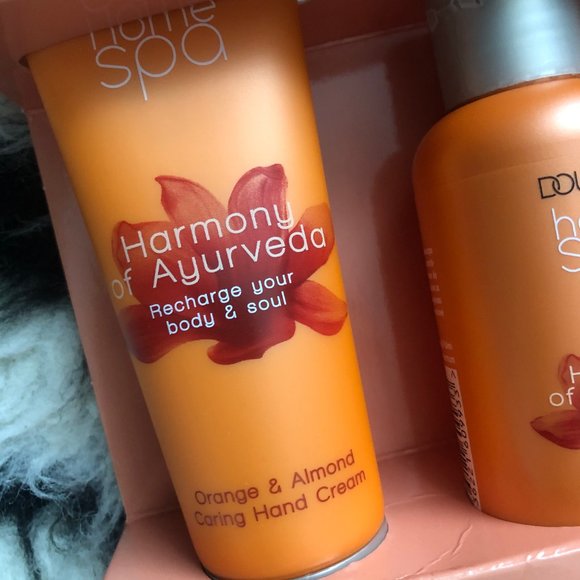 home
spa
Harmony
of Ayurveda
Recharge your
body & soul
Orange & Almond
Caring Hand Cream
DOU
h
s
H
of